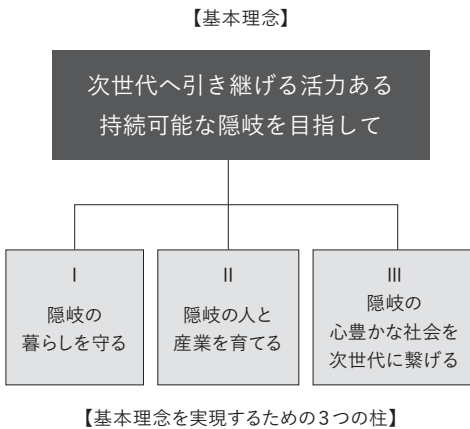 【基本理念】
次世代へ引き継げる活力ある
持続可能な隠岐を目指して
Ⅰ
隠岐の
暮らしを守る
Ⅱ
隠岐の人と
産業を育てる
Ⅲ
隠岐の
心豊かな社会を
次世代に繋げる
【基本理念を実現するための3つの柱】